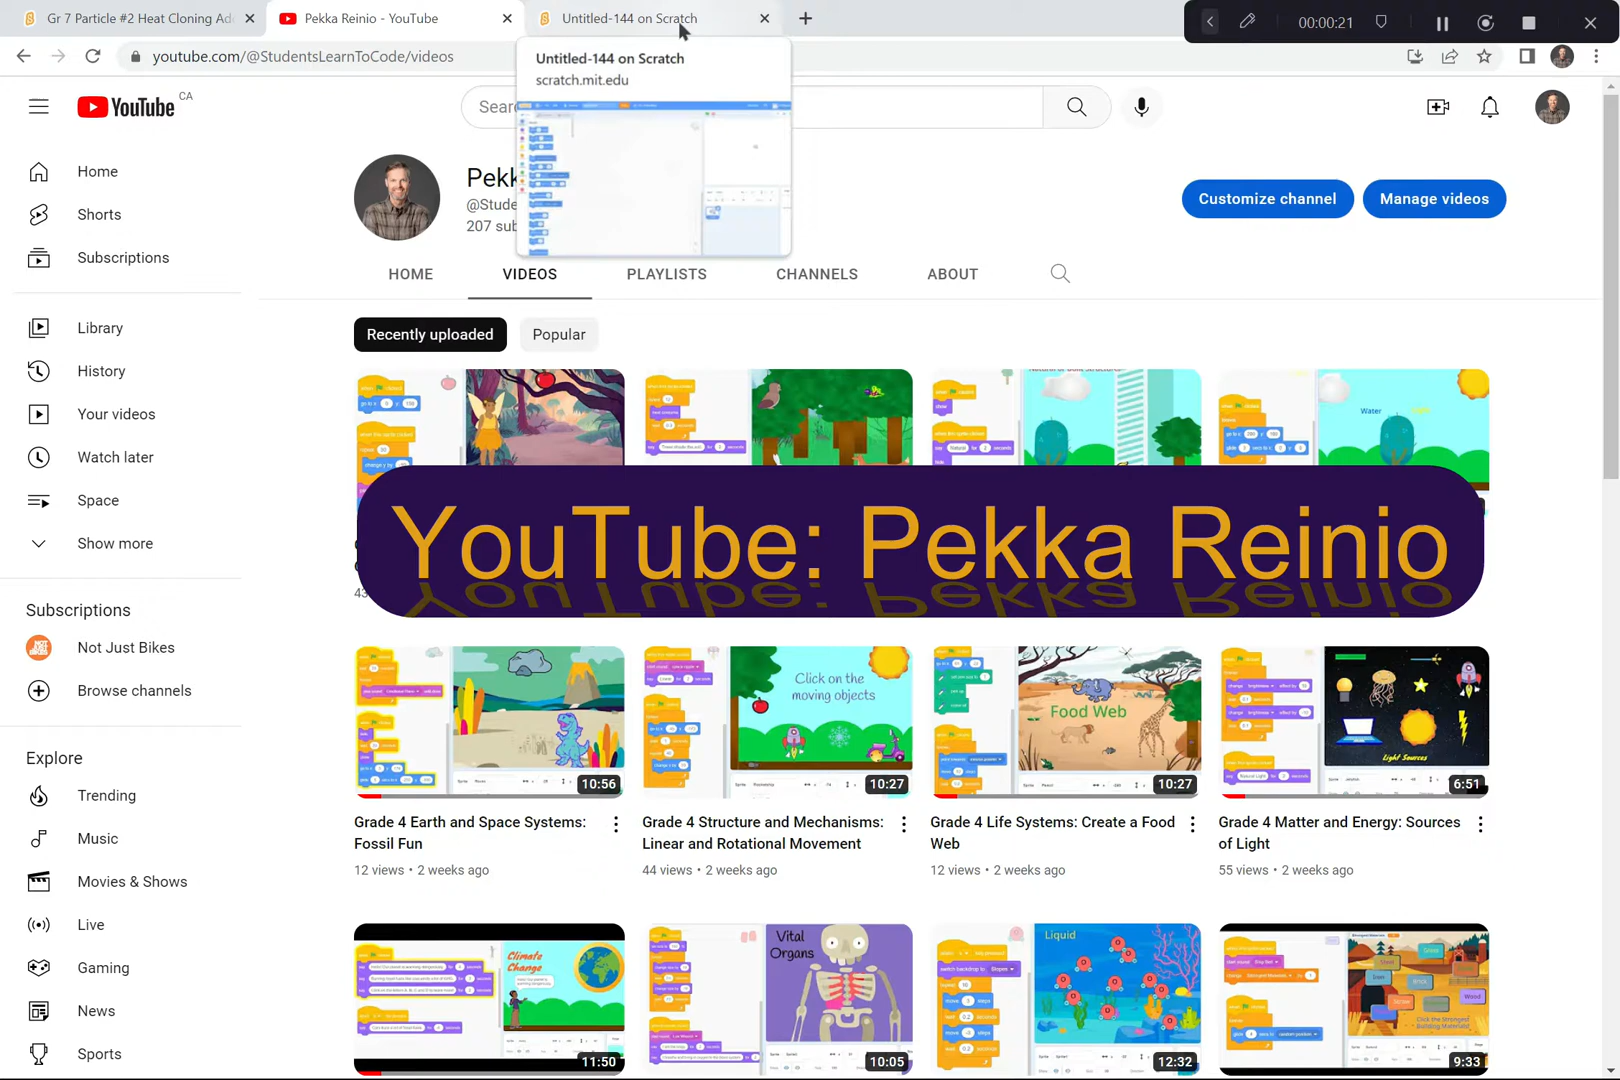 Gr 7 Particle #2 Heat Cloning Ad
Pekka Reinio - YouTube
Untitled-144 on Scratch
00:00:21
youtube.com/@StudentsLearnToCode/videos
Untitled-144 on Scratch
scratch.mit.edu
YouTube CA
Sear
Pekk
@Stude
207 sub
Customize channel
Manage videos
HOME
VIDEOS
PLAYLISTS
CHANNELS
ABOUT
Recently uploaded
Popular
Home
Shorts
Subscriptions
Library
History
Your videos
Watch later
Space
Show more
Subscriptions
Not Just Bikes
Browse channels
Explore
Trending
Music
Movies & Shows
Live
Gaming
News
Sports
Water
YouTube: Pekka Reinio
Click on the
moving objects
Food Web
Light Sources
10:56
10:27
10:27
6:51
Grade 4 Earth and Space Systems:
Fossil Fun
12 views • 2 weeks ago
Grade 4 Structure and Mechanisms:
Linear and Rotational Movement
44 views • 2 weeks ago
Grade 4 Life Systems: Create a Food
Web
12 views • 2 weeks ago
Grade 4 Matter and Energy: Sources
of Light
55 views • 2 weeks ago
Climate
Change
Vital
Organs
Liquid
Click the Strongest
Building Material!
11:50
10:05
12:32
9:33